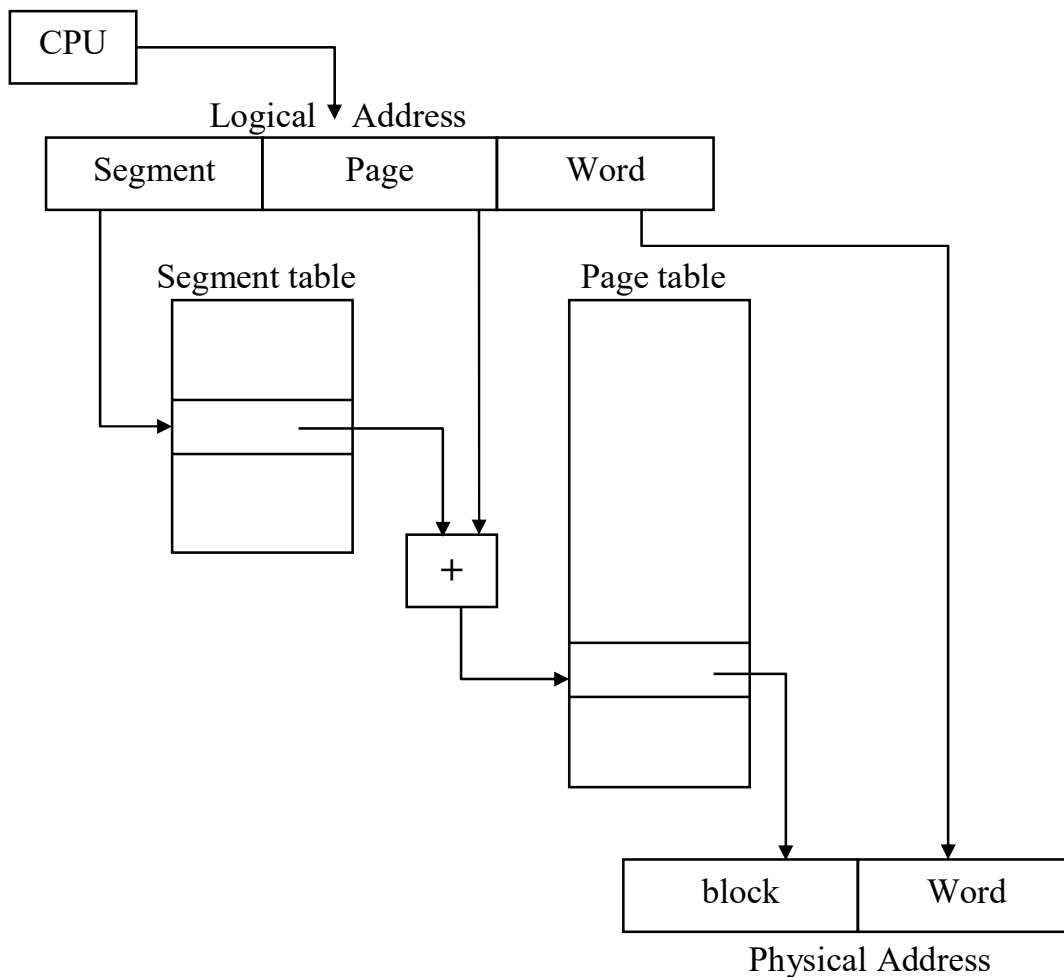 CPU
Logical Address
Segment Page Word
Segment table
Page table
+
block Word
Physical Address